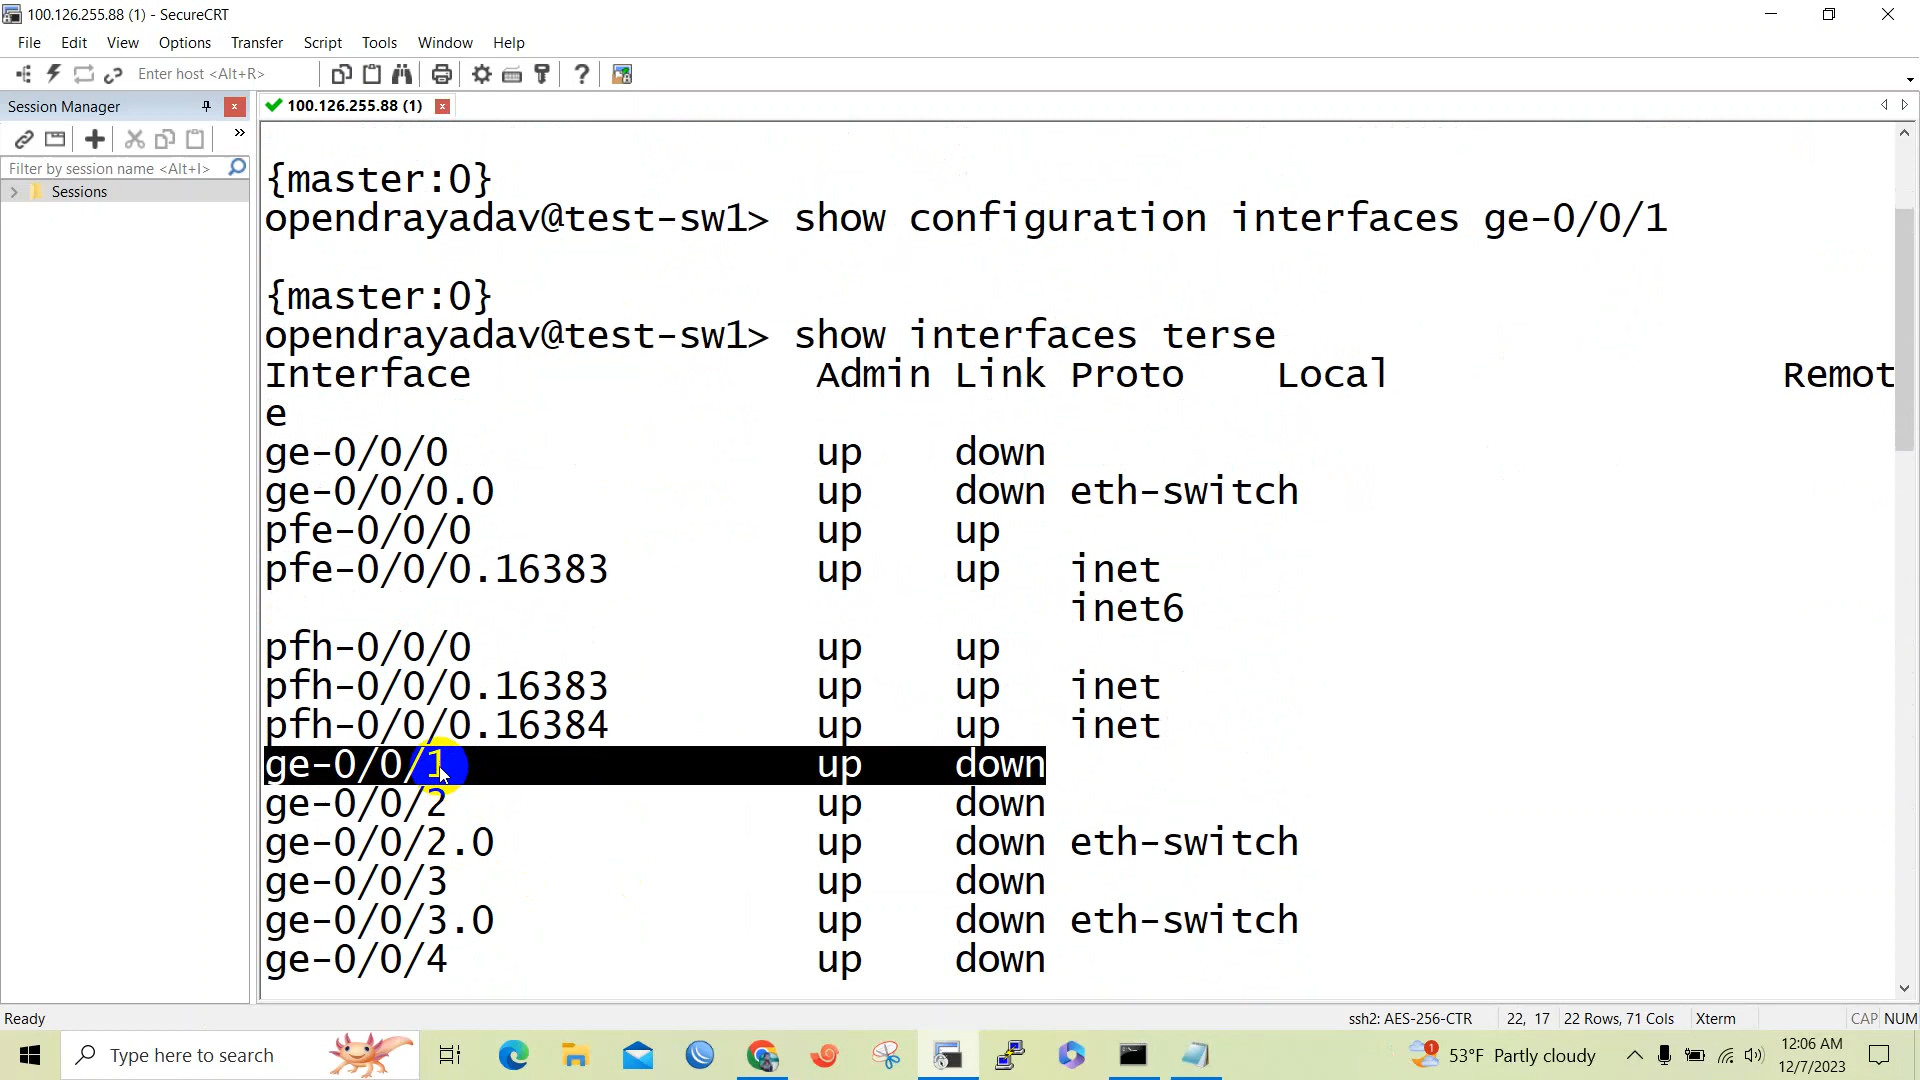 100.126.255.88 (1) - SecureCRT
File Edit View Options Transfer Script Tools Window Help
Enter host <Alt+R>
Session Manager
100.126.255.88 (1)
Filter by session name <Alt+I>
Sessions
{master:0}
opendrayadav@test-sw1> show configuration interfaces ge-0/0/1
{master:0}
opendrayadav@test-sw1> show interfaces terse
Interface Admin Link Proto Local Remot
e
ge-0/0/0 up down
ge-0/0/0.0 up down eth-switch
pfe-0/0/0 up up
pfe-0/0/0.16383 up up inet
inet6
pfh-0/0/0 up up
pfh-0/0/0.16383 up up inet
pfh-0/0/0.16384 up up inet
ge-0/0/1 up down
ge-0/0/2 up down
ge-0/0/2.0 up down eth-switch
ge-0/0/3 up down
ge-0/0/3.0 up down eth-switch
ge-0/0/4 up down
Ready ssh2: AES-256-CTR 22, 17 22 Rows, 71 Cols Xterm CAP NUM
Type here to search
1
53°F Partly cloudy
12:06 AM
12/7/2023